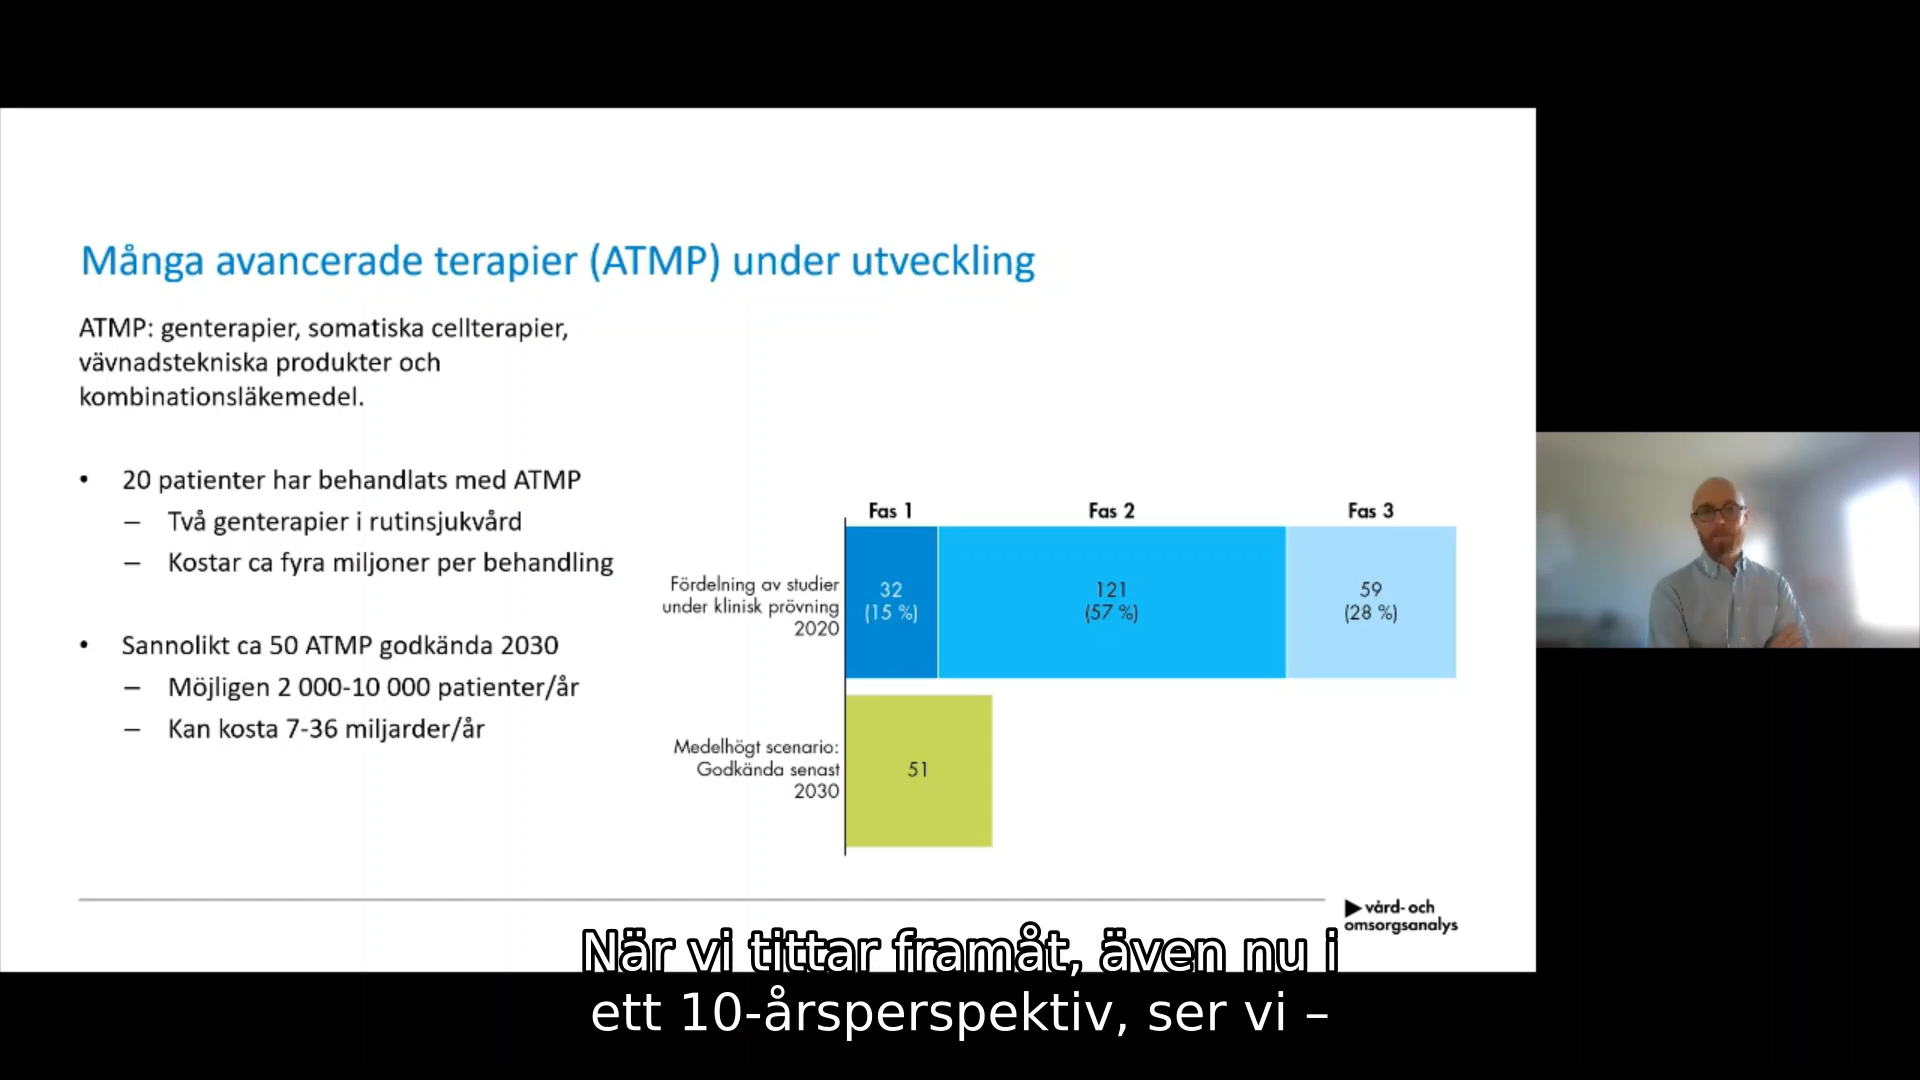 Många avancerade terapier (ATMP) under utveckling
ATMP: genterapier, somatiska cellterapier,
vävnadstekniska produkter och
kombinationsläkemedel.
• 20 patienter har behandlats med ATMP
– Två genterapier i rutinsjukvård
– Kostar ca fyra miljoner per behandling
• Sannolikt ca 50 ATMP godkända 2030
– Möjligen 2 000-10 000 patienter/år
– Kan kosta 7-36 miljarder/år
Fas 1 Fas 2 Fas 3
Fördelning av studier
under klinisk prövning
2020
32
(15 %)
121
(57 %)
59
(28 %)
Medelhögt scenario:
Godkända senast
2030
51
vård- och
omsorgsanalys
När vi tittar framåt, även nu i
ett 10-årsperspektiv, ser vi –